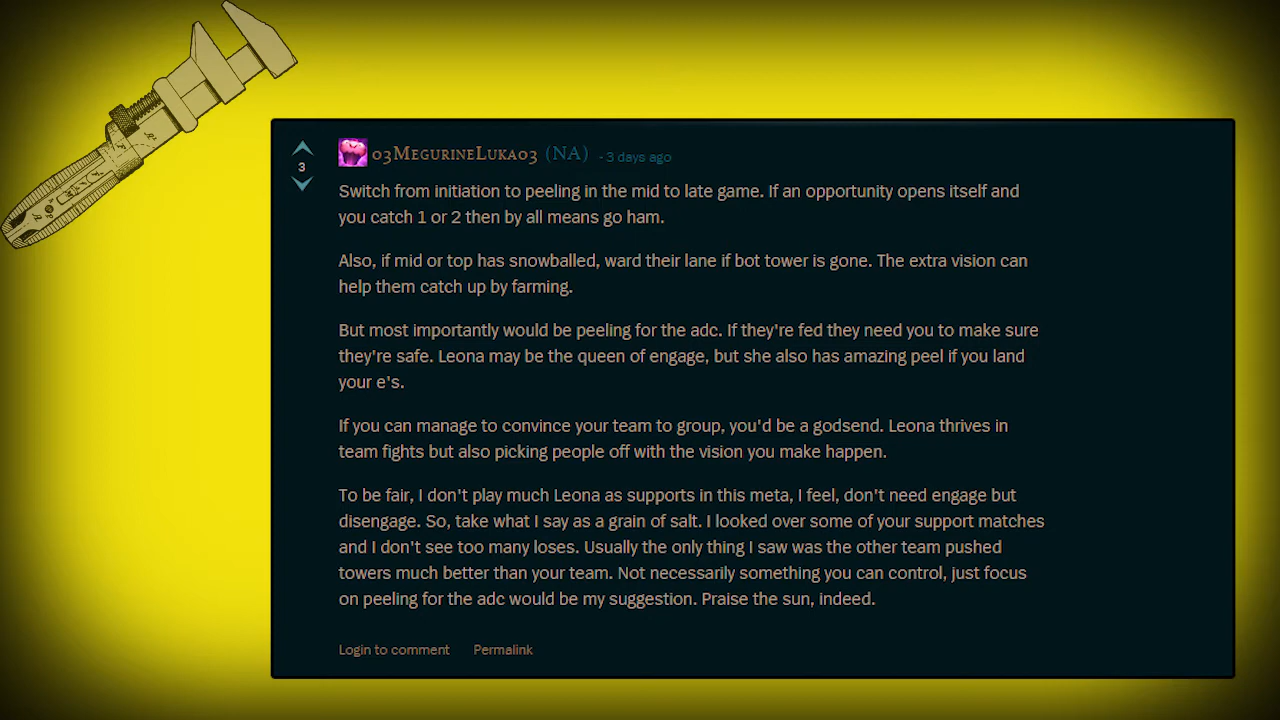 3
03MegurineLuka03 (NA) - 3 days ago
Switch from initiation to peeling in the mid to late game. If an opportunity opens itself and
you catch 1 or 2 then by all means go ham.
Also, if mid or top has snowballed, ward their lane if bot tower is gone. The extra vision can
help them catch up by farming.
But most importantly would be peeling for the adc. If they're fed they need you to make sure
they're safe. Leona may be the queen of engage, but she also has amazing peel if you land
your e's.
If you can manage to convince your team to group, you'd be a godsend. Leona thrives in
team fights but also picking people off with the vision you make happen.
To be fair, I don't play much Leona as supports in this meta, I feel, don't need engage but
disengage. So, take what I say as a grain of salt. I looked over some of your support matches
and I don't see too many loses. Usually the only thing I saw was the other team pushed
towers much better than your team. Not necessarily something you can control, just focus
on peeling for the adc would be my suggestion. Praise the sun, indeed.
Login to comment Permalink